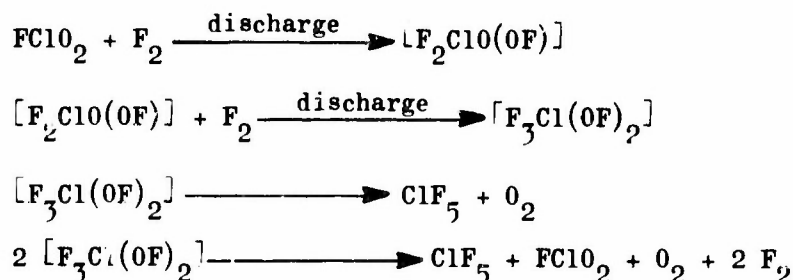 FClO₂ + F₂ —discharge→ [F₂ClO(OF)]
[F₂ClO(OF)] + F₂ —discharge→ [F₃Cl(OF)₂]
[F₃Cl(OF)₂] ——→ ClF₅ + O₂
2 [F₃Cl(OF)₂] ——→ ClF₅ + FClO₂ + O₂ + 2 F₂